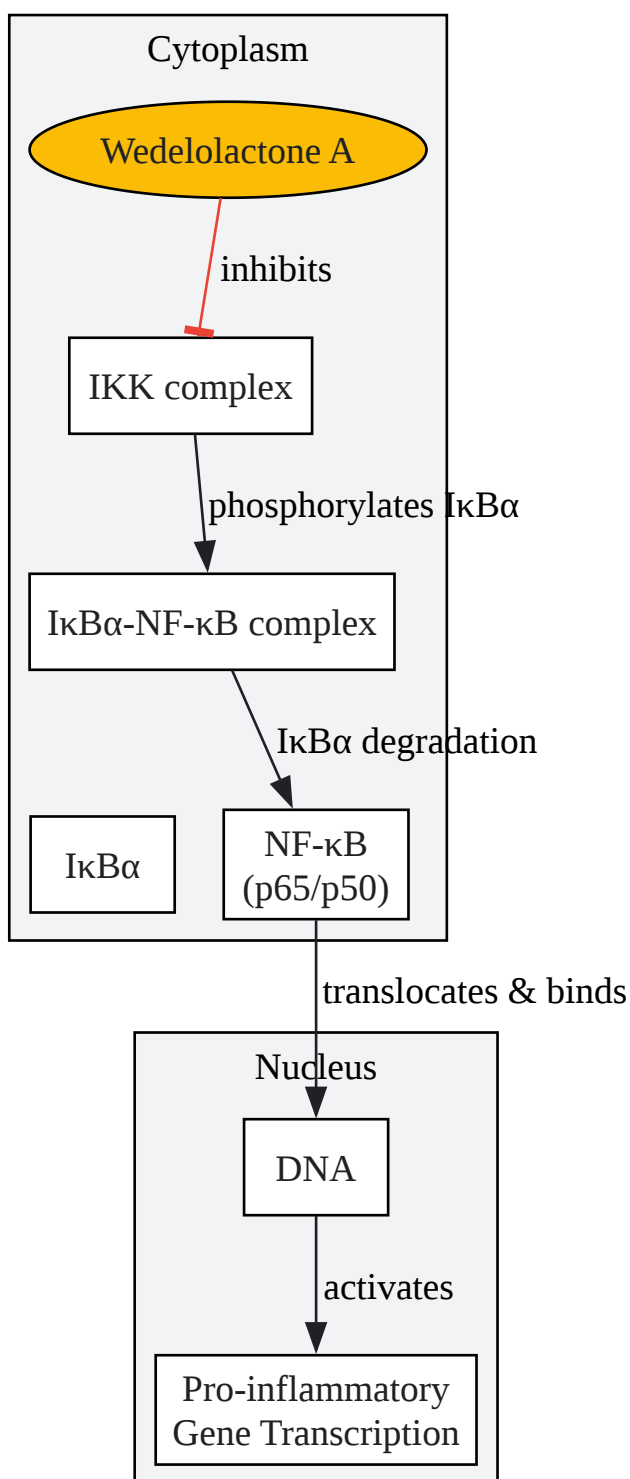 Cytoplasm
Wedelolactone A
inhibits
IKK complex
phosphorylates IκBα
IκBα-NF-κB complex
IκBα degradation
IκBα
NF-κB
(p65/p50)
translocates & binds
Nucleus
DNA
activates
Pro-inflammatory
Gene Transcription